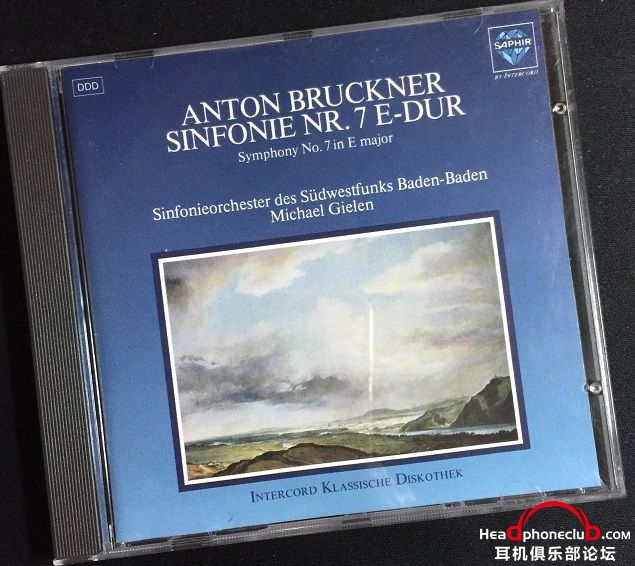 DDD
SAPHIR
BY INTERCORD
ANTON BRUCKNER
SINFONIE NR. 7 E-DUR
Symphony No. 7 in E major
Sinfonieorchester des Südwestfunks Baden-Baden
Michael Gielen
INTERCORD KLASSISCHE DISKOTHEK
Headphoneclub.com
耳机俱乐部论坛